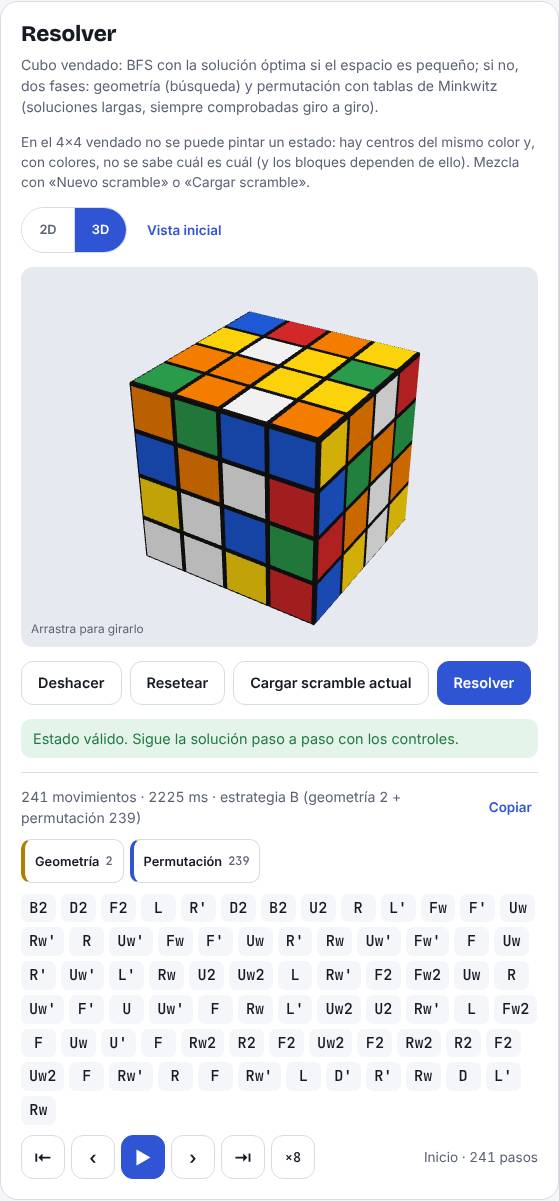 Resolver
Cubo vendado: BFS con la solución óptima si el espacio es pequeño; si no,
dos fases: geometría (búsqueda) y permutación con tablas de Minkwitz
(soluciones largas, siempre comprobadas giro a giro).
En el 4×4 vendado no se puede pintar un estado: hay centros del mismo color y,
con colores, no se sabe cuál es cuál (y los bloques dependen de ello). Mezcla
con «Nuevo scramble» o «Cargar scramble».
2D 3D Vista inicial
Arrastra para girarlo
Deshacer Resetear Cargar scramble actual Resolver
Estado válido. Sigue la solución paso a paso con los controles.
241 movimientos · 2225 ms · estrategia B (geometría 2 +
permutación 239)
Copiar
Geometría 2 Permutación 239
B2 D2 F2 L R' D2 B2 U2 R L' Fw F' Uw
Rw' R Uw' Fw F' Uw R' Rw Uw' Fw' F Uw
R' Uw' L' Rw U2 Uw2 L Rw' F2 Fw2 Uw R
Uw' F' U Uw' F Rw L' Uw2 U2 Rw' L Fw2
F Uw U' F Rw2 R2 F2 Uw2 F2 Rw2 R2 F2
Uw2 F Rw' R F Rw' L D' R' Rw D L'
Rw
×8 Inicio · 241 pasos